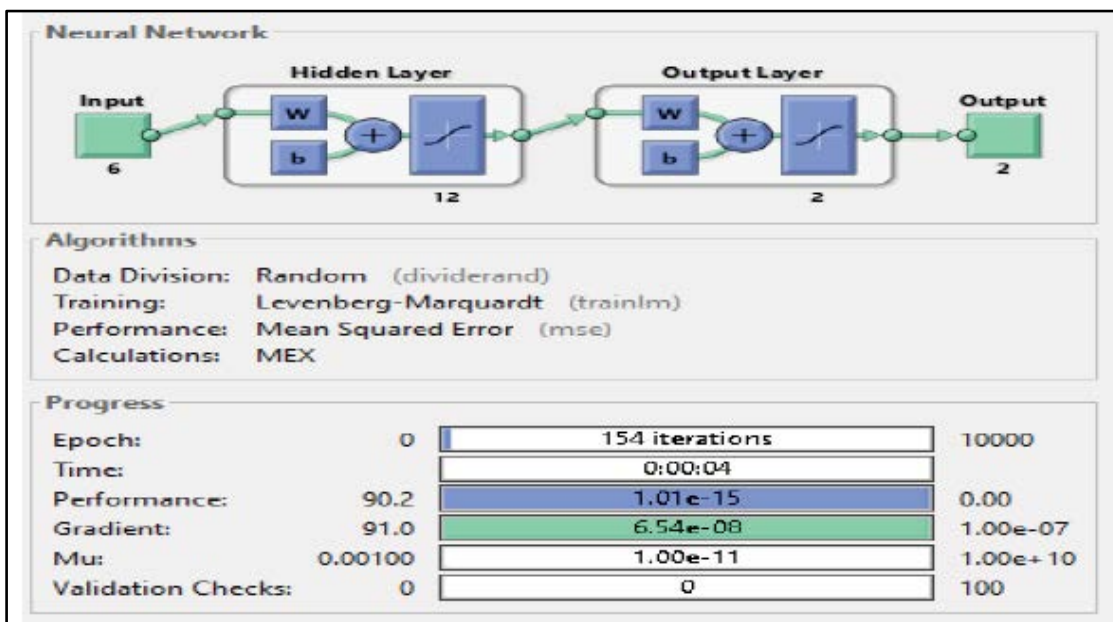 Neural Network
Hidden Layer Output Layer
Input Output
W W
b b
6 2
12 2
Algorithms
Data Division: Random (dividerand)
Training: Levenberg-Marquardt (trainlm)
Performance: Mean Squared Error (mse)
Calculations: MEX
Progress
Epoch: 0 154 iterations 10000
Time: 0:00:04
Performance: 90.2 1.01e-15 0.00
Gradient: 91.0 6.54e-08 1.00e-07
Mu: 0.00100 1.00e-11 1.00e+10
Validation Checks: 0 0 100